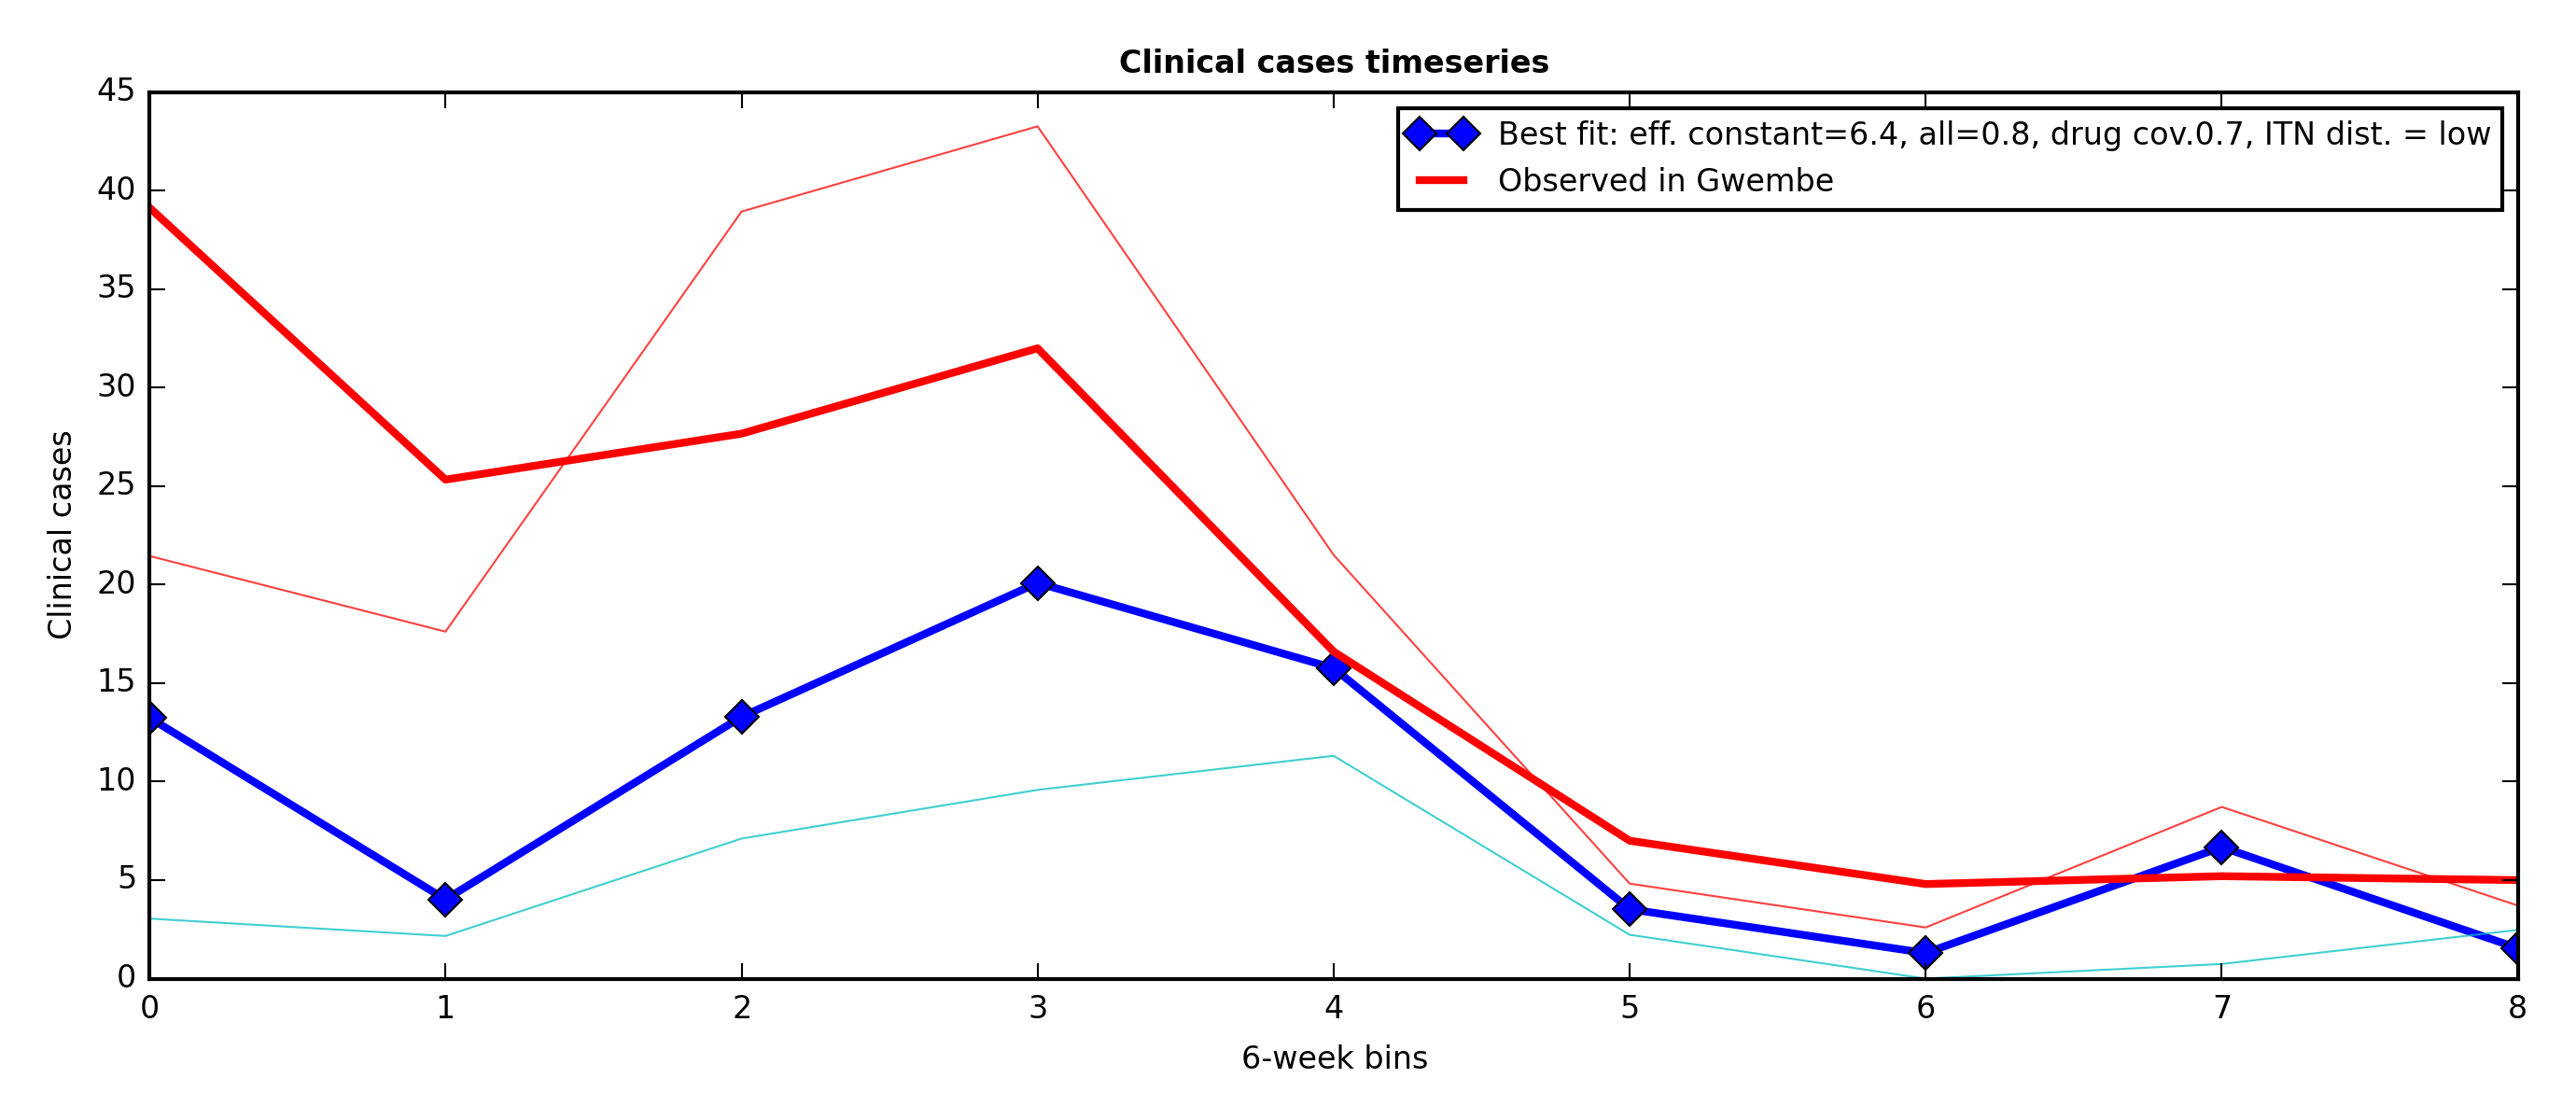 Clinical cases timeseries
45
40
35
30
25
20
15
10
5
0
Clinical cases
Best fit: eff. constant=6.4, all=0.8, drug cov.0.7, ITN dist. = low
Observed in Gwembe
0 1 2 3 4 5 6 7 8
6-week bins